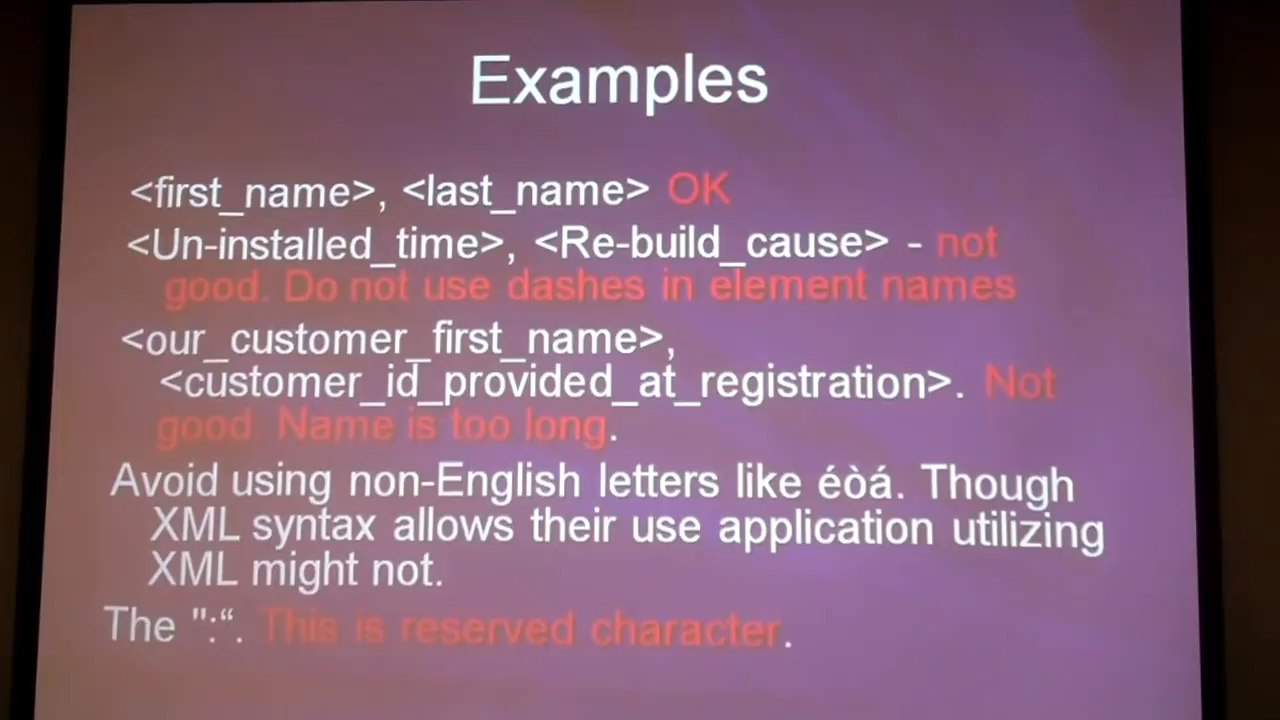 Examples
<first_name>, <last_name> OK
<Un-installed_time>, <Re-build_cause> - not
good. Do not use dashes in element names
<our_customer_first_name>,
<customer_id_provided_at_registration>. Not
good. Name is too long.
Avoid using non-English letters like éòá. Though
XML syntax allows their use application utilizing
XML might not.
The ":“. This is reserved character.